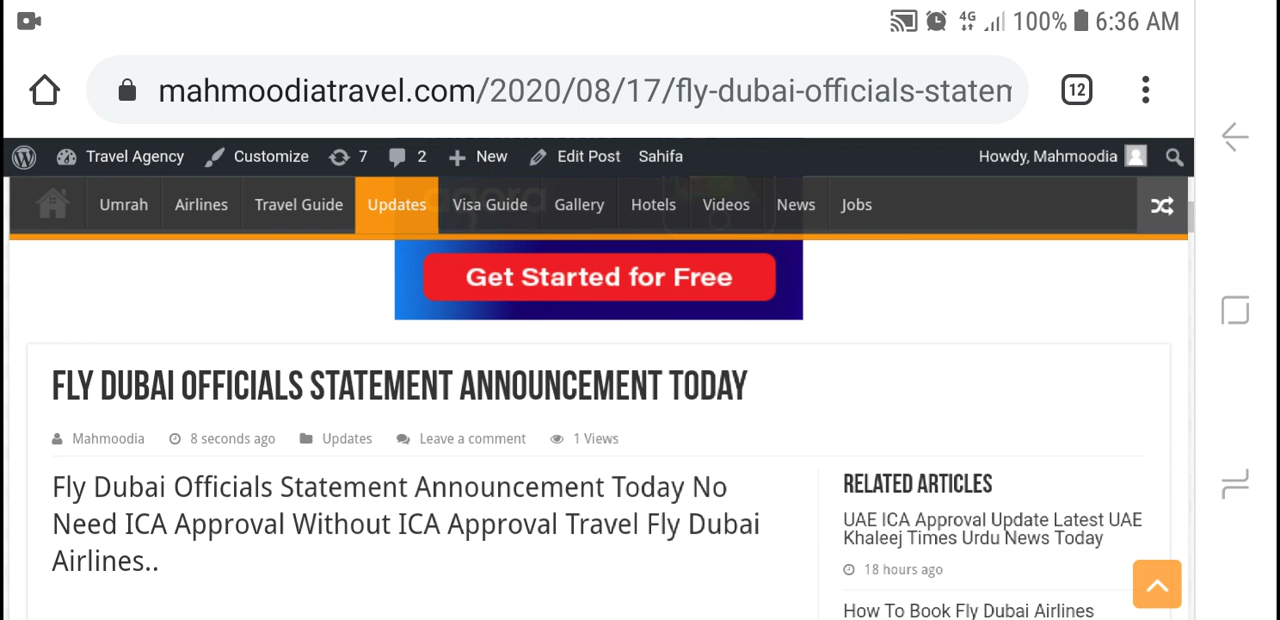 4G 100% 6:36 AM
mahmoodiatravel.com/2020/08/17/fly-dubai-officials-statem
12
Travel Agency Customize 7 2 New Edit Post Sahifa Howdy, Mahmoodia
Umrah Airlines Travel Guide Updates Visa Guide Gallery Hotels Videos News Jobs
agora
Get Started for Free
FLY DUBAI OFFICIALS STATEMENT ANNOUNCEMENT TODAY
Mahmoodia 8 seconds ago Updates Leave a comment 1 Views
Fly Dubai Officials Statement Announcement Today No
Need ICA Approval Without ICA Approval Travel Fly Dubai
Airlines..
RELATED ARTICLES
UAE ICA Approval Update Latest UAE
Khaleej Times Urdu News Today
18 hours ago
How To Book Fly Dubai Airlines